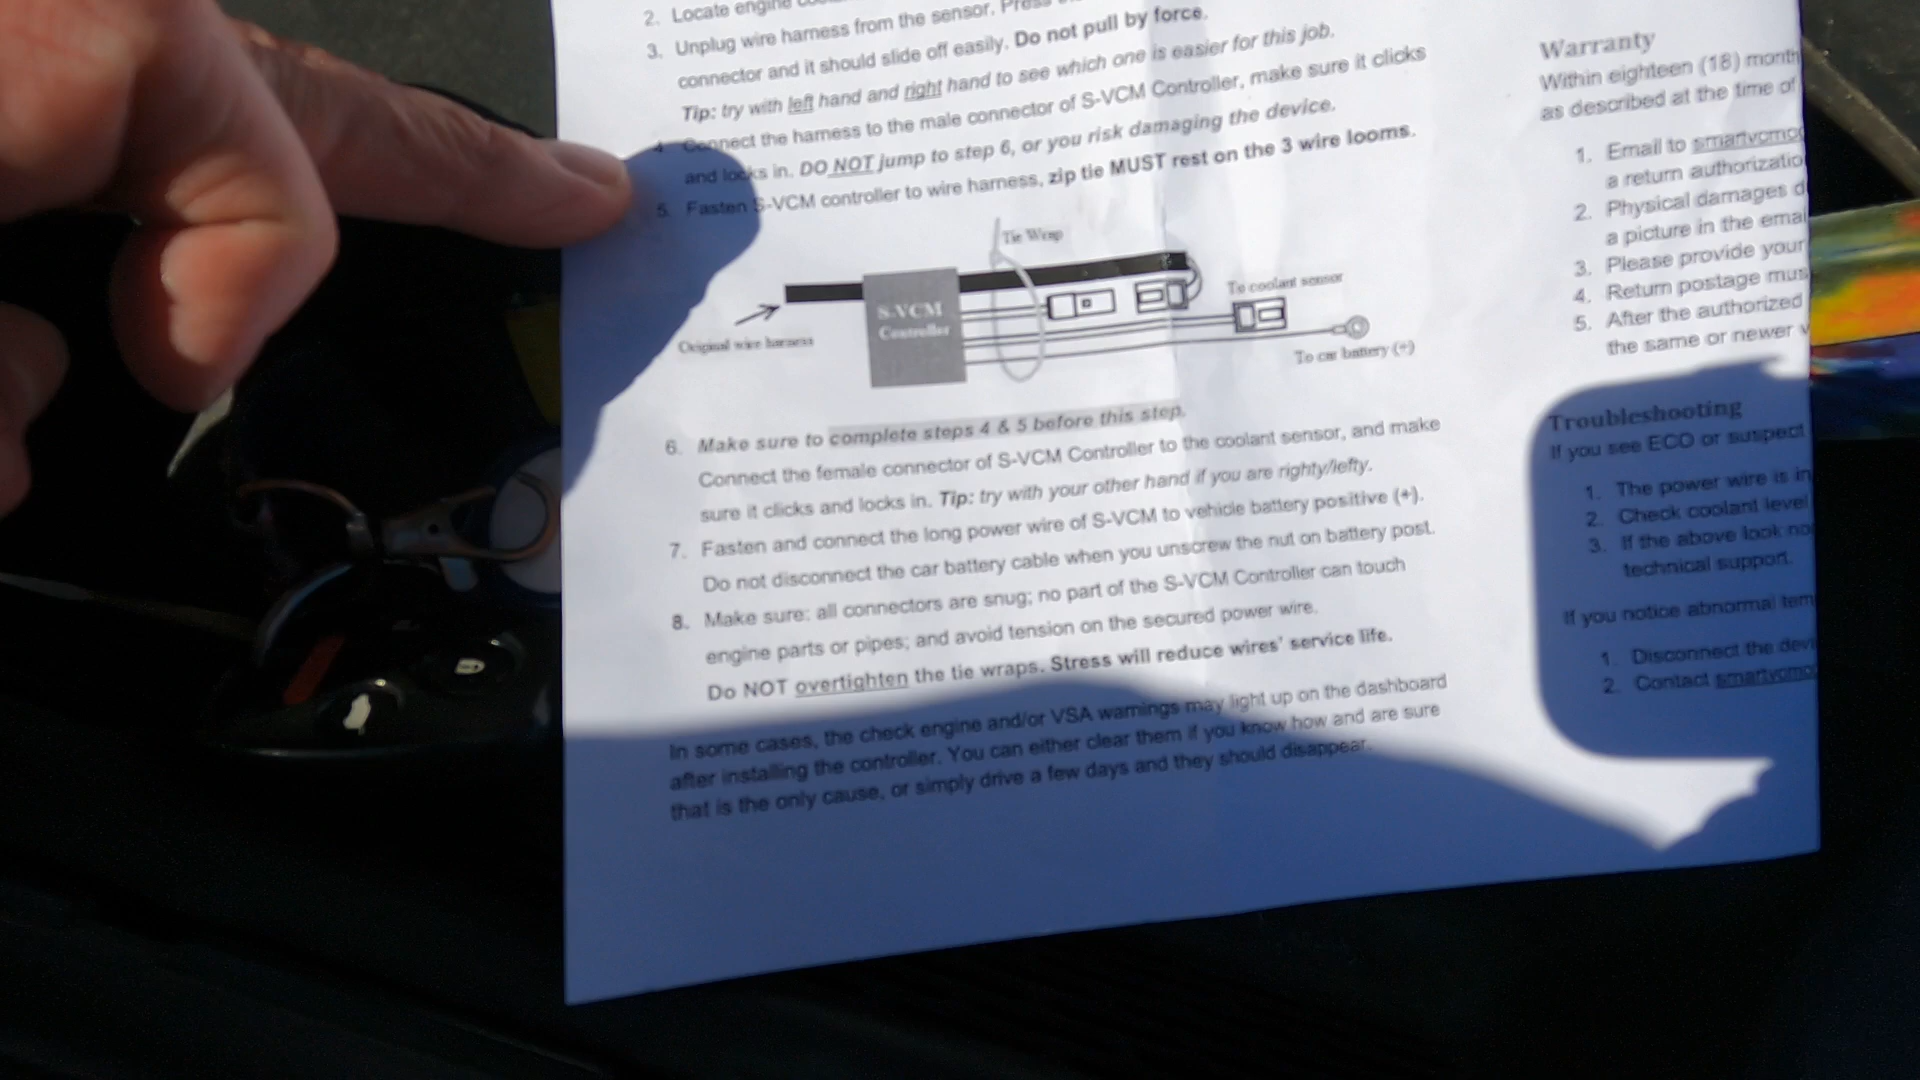 2. Locate engine
3. Unplug wire harness from the sensor. Press
connector and it should slide off easily. Do not pull by force.
Tip: try with left hand and right hand to see which one is easier for this job.
4. Connect the harness to the male connector of S-VCM Controller, make sure it clicks
and locks in. DO NOT jump to step 6, or you risk damaging the device.
5. Fasten S-VCM controller to wire harness, zip tie MUST rest on the 3 wire looms.
Tie Wrap
To coolant sensor
S-VCM
Controller
Original wire harness
To car battery (+)
6. Make sure to complete steps 4 & 5 before this step.
Connect the female connector of S-VCM Controller to the coolant sensor, and make
sure it clicks and locks in. Tip: try with your other hand if you are righty/lefty.
7. Fasten and connect the long power wire of S-VCM to vehicle battery positive (+).
Do not disconnect the car battery cable when you unscrew the nut on battery post.
8. Make sure: all connectors are snug; no part of the S-VCM Controller can touch
engine parts or pipes; and avoid tension on the secured power wire.
Do NOT overtighten the tie wraps. Stress will reduce wires' service life.
In some cases, the check engine and/or VSA warnings may light up on the dashboard
after installing the controller. You can either clear them if you know how and are sure
that is the only cause, or simply drive a few days and they should disappear.
Warranty
Within eighteen (18) month
as described at the time of
1. Email to smartvcm
a return authorizatio
2. Physical damages
a picture in the emai
3. Please provide your
4. Return postage mus
5. After the authorized
the same or newer
Troubleshooting
If you see ECO or suspect
1. The power wire is in
2. Check coolant level
3. If the above look no
technical support.
If you notice abnormal tem
1. Disconnect the devi
2. Contact smartvcm